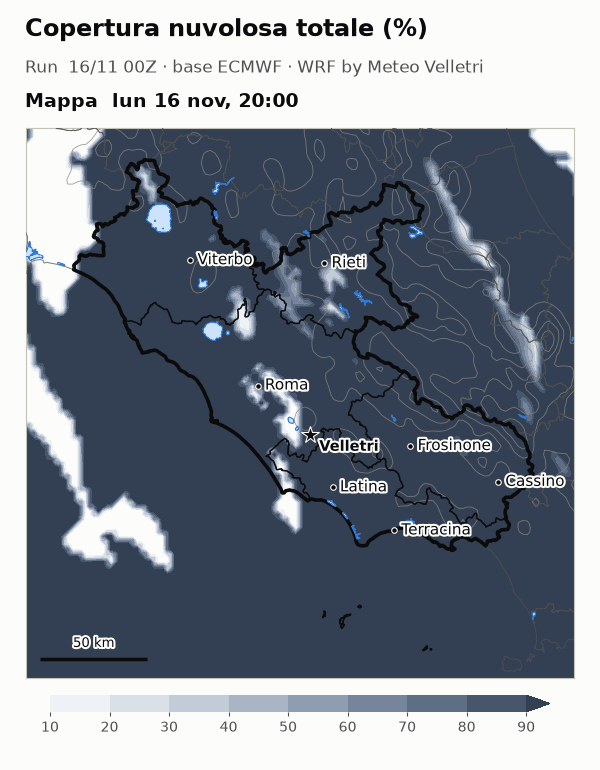 Copertura nuvolosa totale (%)
Run  16/11 00Z · base ECMWF · WRF by Meteo Velletri
Mappa  lun 16 nov, 20:00
Viterbo
Rieti
Roma
Velletri
Frosinone
Latina
Cassino
Terracina
50 km
10 20 30 40 50 60 70 80 90